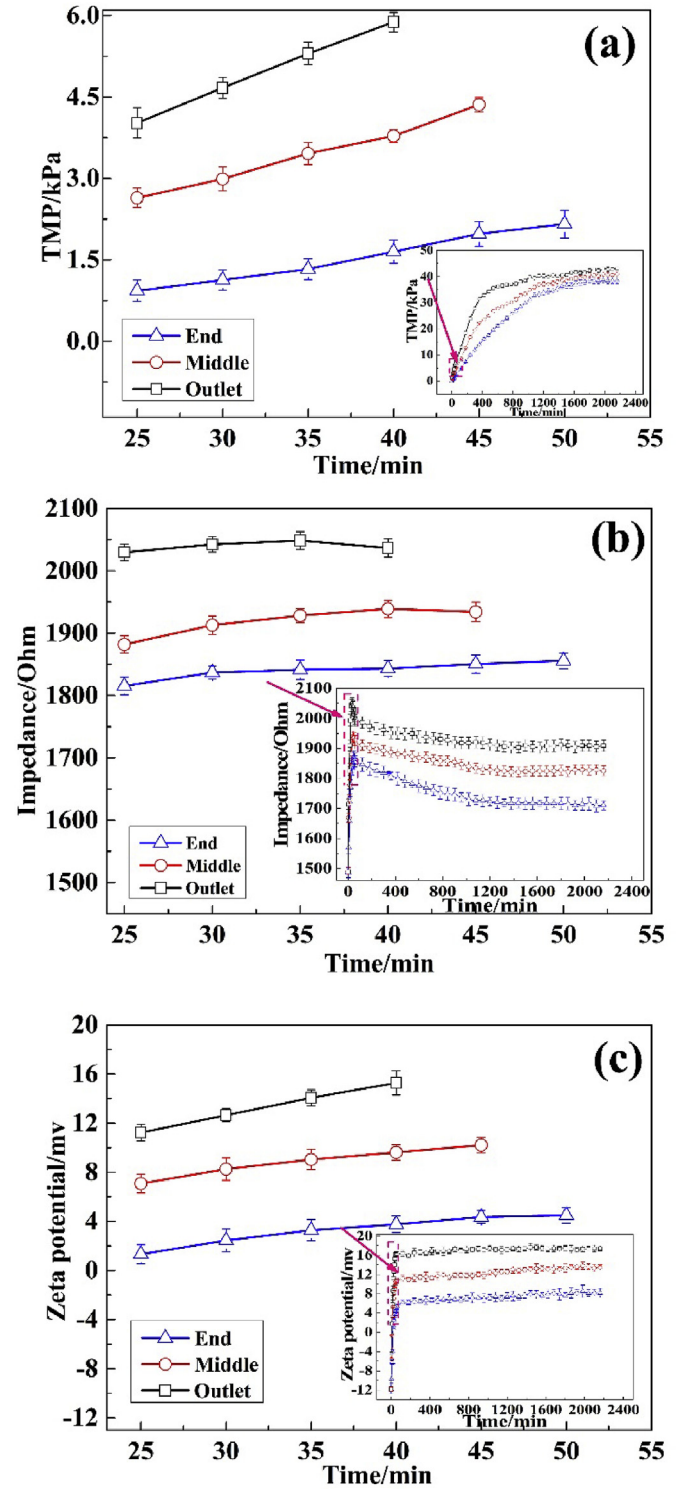 (a)
6.0
4.5
3.0
1.5
0.0
TMP/kPa
End
Middle
Outlet
50
40
30
20
10
0
TMP/kPa
0 400 800 1200 1600 2000 2400
Time/min
25 30 35 40 45 50 55
Time/min
(b)
2100
2000
1900
1800
1700
1600
1500
Impedance/Ohm
End
Middle
Outlet
2100
2000
1900
1800
1700
1600
1500
Impedance/Ohm
0 400 800 1200 1600 2000 2400
Time/min
25 30 35 40 45 50 55
Time/min
(c)
20
16
12
8
4
0
-4
-8
-12
Zeta potential/mv
End
Middle
Outlet
20
16
12
8
4
0
-4
-8
-12
Zeta potential/mv
0 400 800 1200 1600 2000 2400
Time/min
25 30 35 40 45 50 55
Time/min